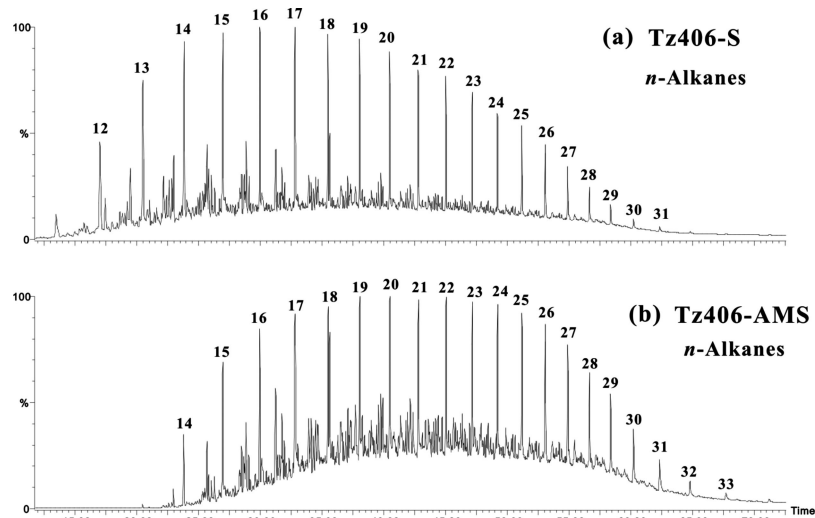 100
%
0
12 13 14 15 16 17 18 19 20 21 22 23 24 25 26 27 28 29 30 31
(a) Tz406-S
n-Alkanes
100
%
0
14 15 16 17 18 19 20 21 22 23 24 25 26 27 28 29 30 31 32 33
(b) Tz406-AMS
n-Alkanes
Time